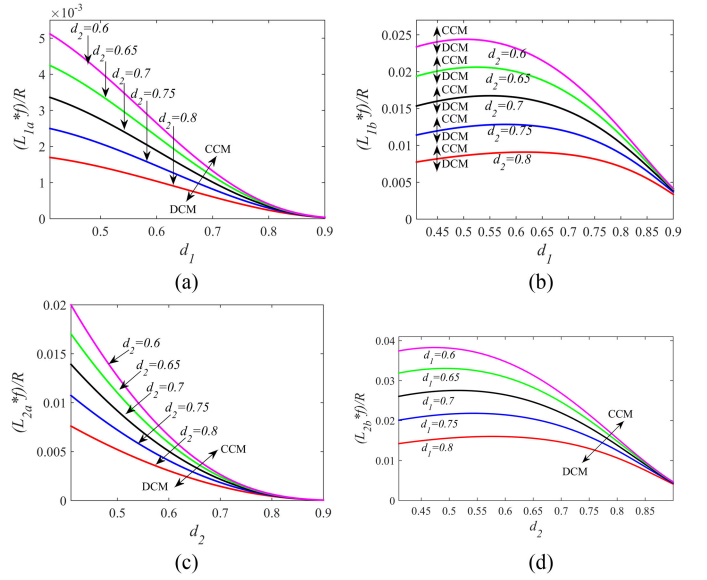 ×10⁻³
5
4
3
2
1
0
(L₁ₐ*f)/R
d₂=0.6
d₂=0.65
d₂=0.7
d₂=0.75
d₂=0.8
CCM
DCM
0.5 0.6 0.7 0.8 0.9
d₁
(a)
0.025
0.02
0.015
0.01
0.005
0
(L₁b*f)/R
CCM
DCM
CCM
DCM
CCM
DCM
CCM
DCM
CCM
DCM
d₂=0.6
d₂=0.65
d₂=0.7
d₂=0.75
d₂=0.8
0.45 0.5 0.55 0.6 0.65 0.7 0.75 0.8 0.85 0.9
d₁
(b)
0.02
0.015
0.01
0.005
0
(L₂ₐ*f)/R
d₂=0.6
d₂=0.65
d₂=0.7
d₂=0.75
d₂=0.8
CCM
DCM
0.5 0.6 0.7 0.8 0.9
d₂
(c)
0.04
0.03
0.02
0.01
0
(L₂b*f)/R
d₁=0.6
d₁=0.65
d₁=0.7
d₁=0.75
d₁=0.8
CCM
DCM
0.45 0.5 0.55 0.6 0.65 0.7 0.75 0.8 0.85
d₂
(d)